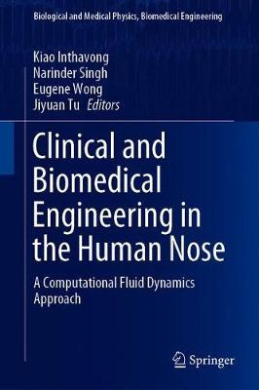 Biological and Medical Physics, Biomedical Engineering
Kiao Inthavong
Narinder Singh
Eugene Wong
Jiyuan Tu Editors
Clinical and
Biomedical
Engineering in
the Human Nose
A Computational Fluid Dynamics
Approach
Springer